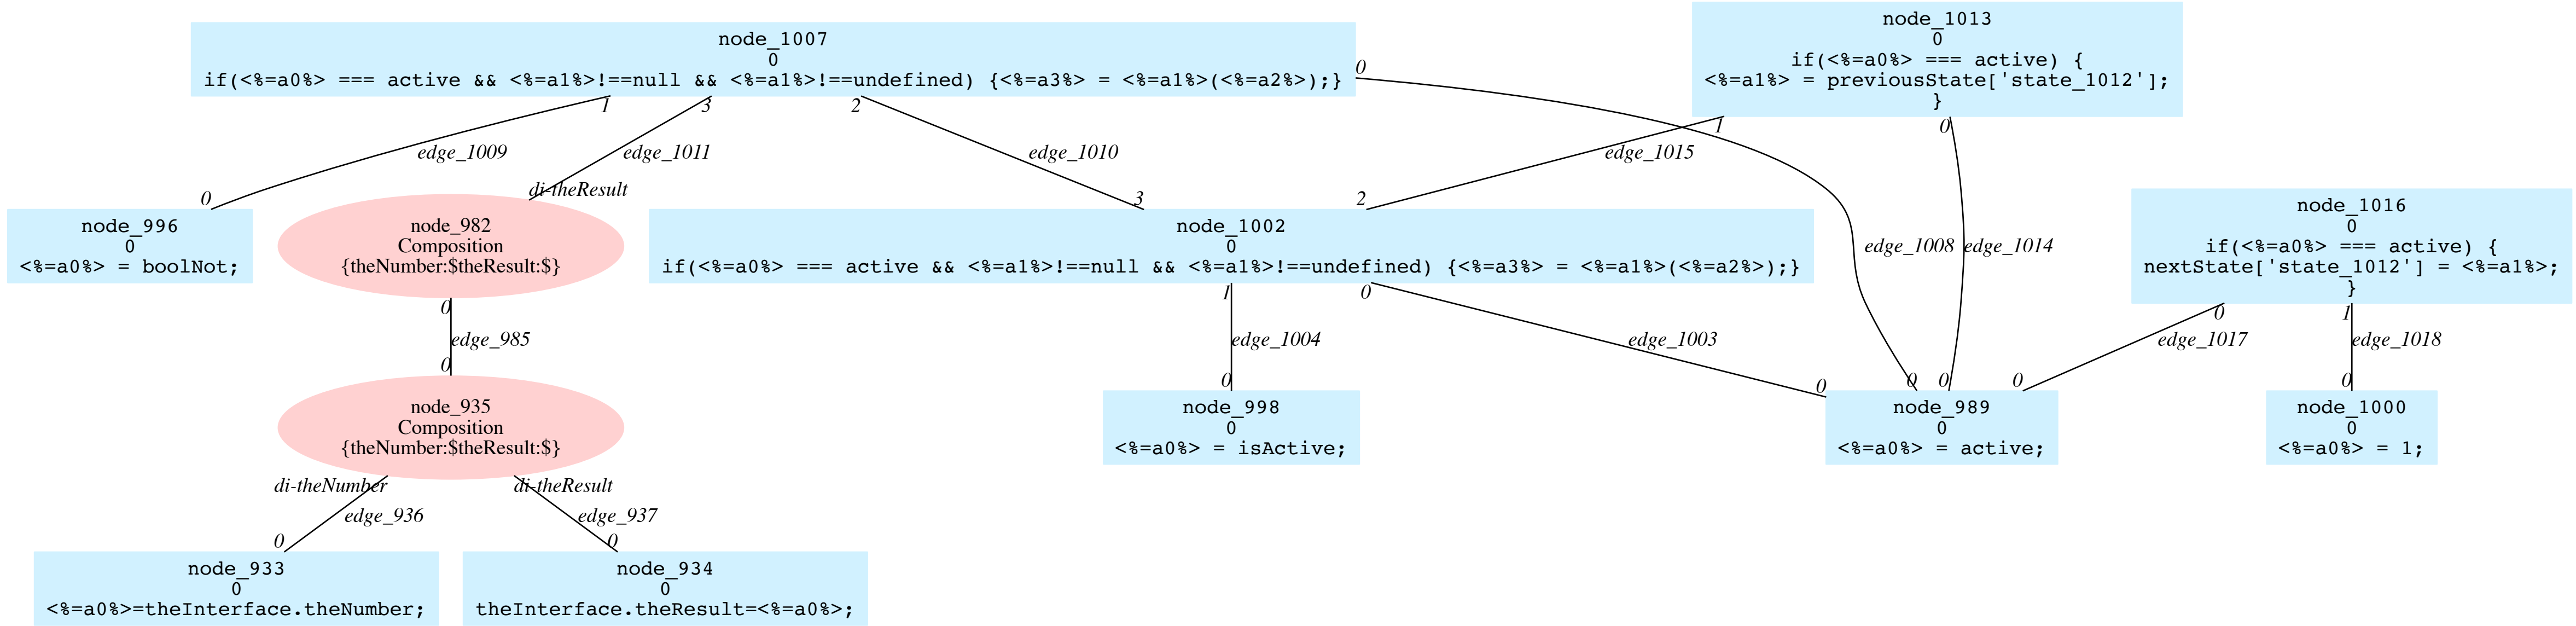 node_1007
0
if(<%=a0%> === active && <%=a1%>!==null && <%=a1%>!==undefined) {<%=a3%> = <%=a1%>(<%=a2%>);}
node_1013
0
if(<%=a0%> === active) {
<%=a1%> = previousState['state_1012'];
}
0
1
3
2
1
0
edge_1009
edge_1011
edge_1010
edge_1015
0
di-theResult
3
2
node_996
0
<%=a0%> = boolNot;
node_982
Composition
{theNumber:$theResult:$}
node_1002
0
if(<%=a0%> === active && <%=a1%>!==null && <%=a1%>!==undefined) {<%=a3%> = <%=a1%>(<%=a2%>);}
edge_1008
edge_1014
node_1016
0
if(<%=a0%> === active) {
nextState['state_1012'] = <%=a1%>;
}
0
1
0
0
1
edge_985
edge_1004
edge_1003
edge_1017
edge_1018
0
0
0
0
0
0
0
node_935
Composition
{theNumber:$theResult:$}
node_998
0
<%=a0%> = isActive;
node_989
0
<%=a0%> = active;
node_1000
0
<%=a0%> = 1;
di-theNumber
di-theResult
edge_936
edge_937
0
0
node_933
0
<%=a0%>=theInterface.theNumber;
node_934
0
theInterface.theResult=<%=a0%>;